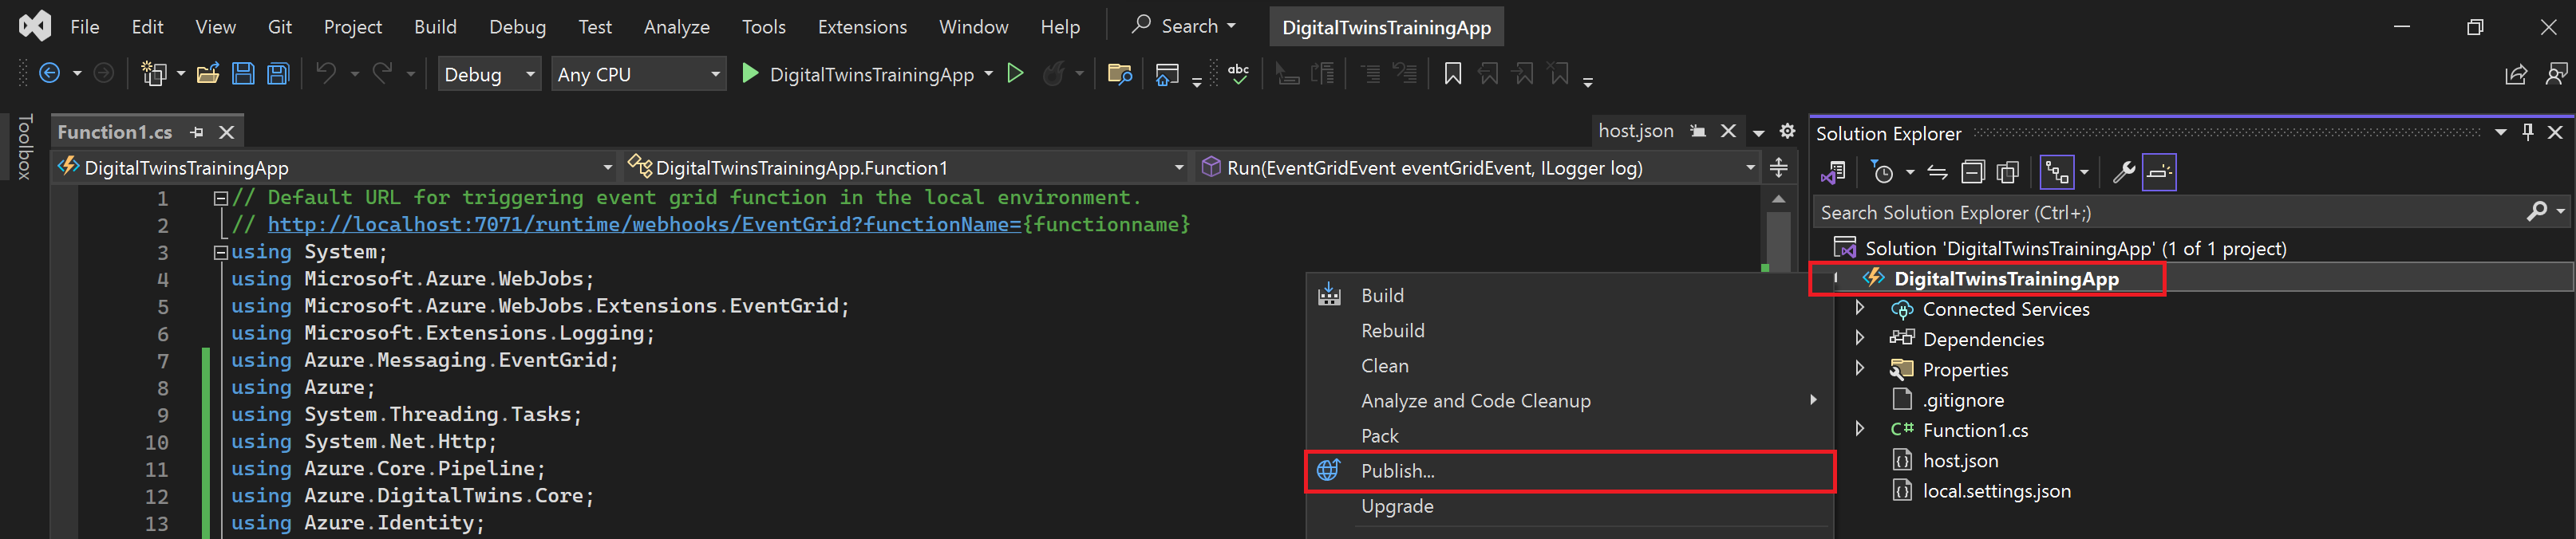 File Edit View Git Project Build Debug Test Analyze Tools Extensions Window Help Search DigitalTwinsTrainingApp
Debug Any CPU DigitalTwinsTrainingApp abc
Toolbox
Function1.cs host.json
DigitalTwinsTrainingApp DigitalTwinsTrainingApp.Function1 Run(EventGridEvent eventGridEvent, ILogger log)
1 // Default URL for triggering event grid function in the local environment.
2 // http://localhost:7071/runtime/webhooks/EventGrid?functionName={functionname}
3 using System;
4 using Microsoft.Azure.WebJobs;
5 using Microsoft.Azure.WebJobs.Extensions.EventGrid;
6 using Microsoft.Extensions.Logging;
7 using Azure.Messaging.EventGrid;
8 using Azure;
9 using System.Threading.Tasks;
10 using System.Net.Http;
11 using Azure.Core.Pipeline;
12 using Azure.DigitalTwins.Core;
13 using Azure.Identity;
Build
Rebuild
Clean
Analyze and Code Cleanup
Pack
Publish...
Upgrade
Solution Explorer
Search Solution Explorer (Ctrl+;)
Solution 'DigitalTwinsTrainingApp' (1 of 1 project)
DigitalTwinsTrainingApp
Connected Services
Dependencies
Properties
.gitignore
C# Function1.cs
host.json
local.settings.json